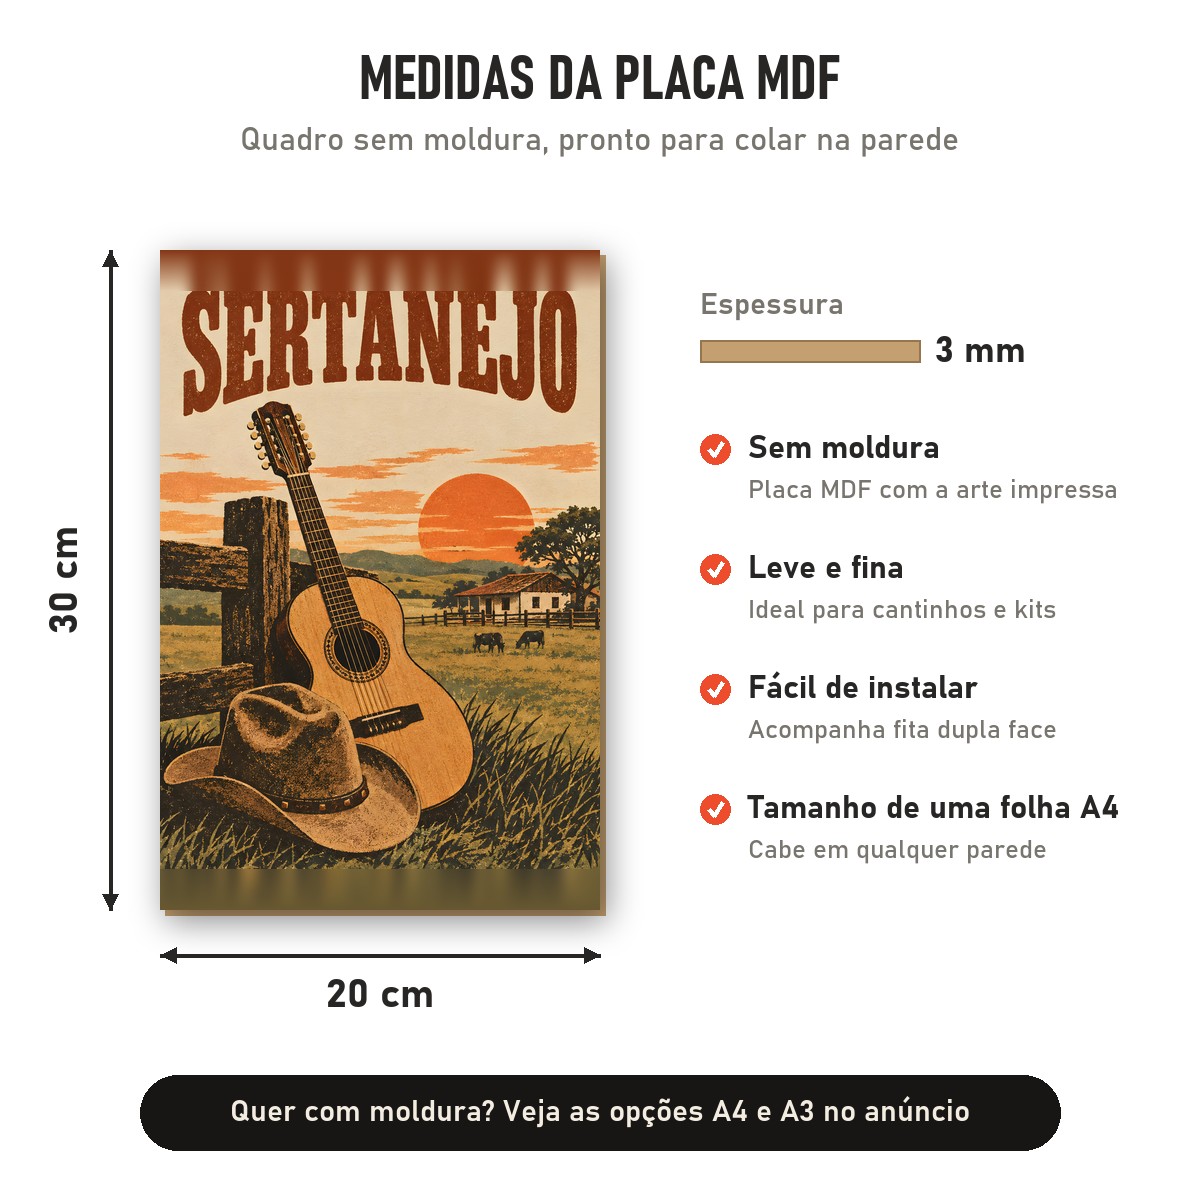 MEDIDAS DA PLACA MDF
Quadro sem moldura, pronto para colar na parede
SERTANEJO
Espessura
3 mm
Sem moldura
Placa MDF com a arte impressa
Leve e fina
Ideal para cantinhos e kits
Fácil de instalar
Acompanha fita dupla face
Tamanho de uma folha A4
Cabe em qualquer parede
30 cm
20 cm
Quer com moldura? Veja as opções A4 e A3 no anúncio